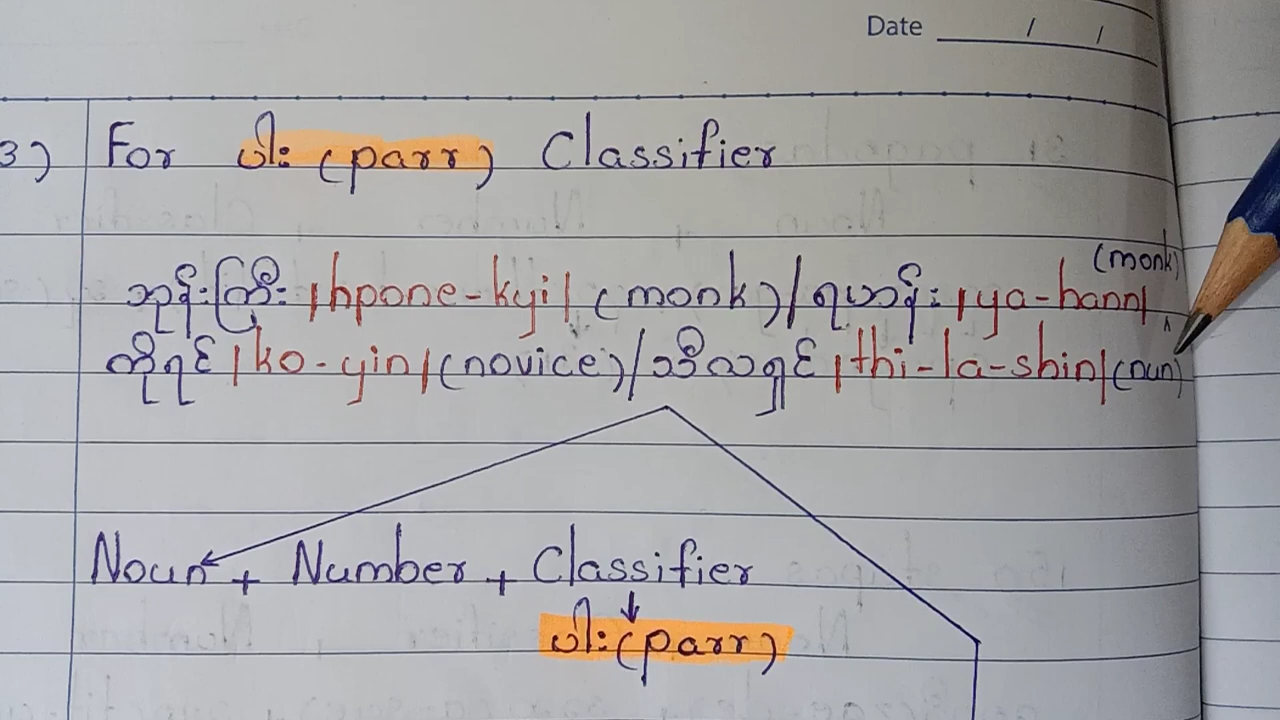 Date / /
3) For ပါး (parr) Classifier
(monk)
ဘုန်းကြီး /hpone-kyi/ (monk)/ရဟန်း /ya-hann/ ^
ကိုရင် /ko-yin/(novice)/သီလရှင် /thi-la-shin/(nun)
Noun + Number + Classifier
ပါး(parr)